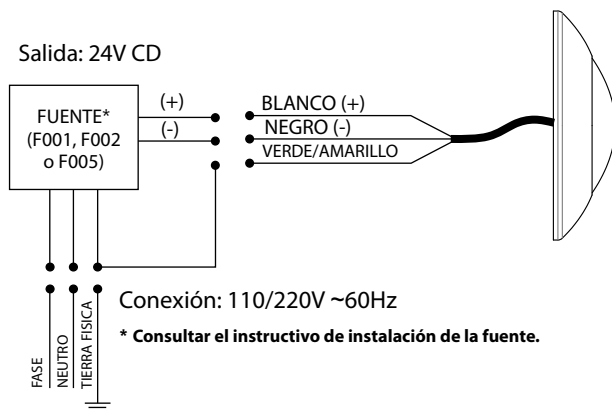 Salida: 24V CD
FUENTE*
(F001, F002
o F005)
(+)
(-)
BLANCO (+)
NEGRO (-)
VERDE/AMARILLO
Conexión: 110/220V ~60Hz
* Consultar el instructivo de instalación de la fuente.
FASE
NEUTRO
TIERRA FISICA